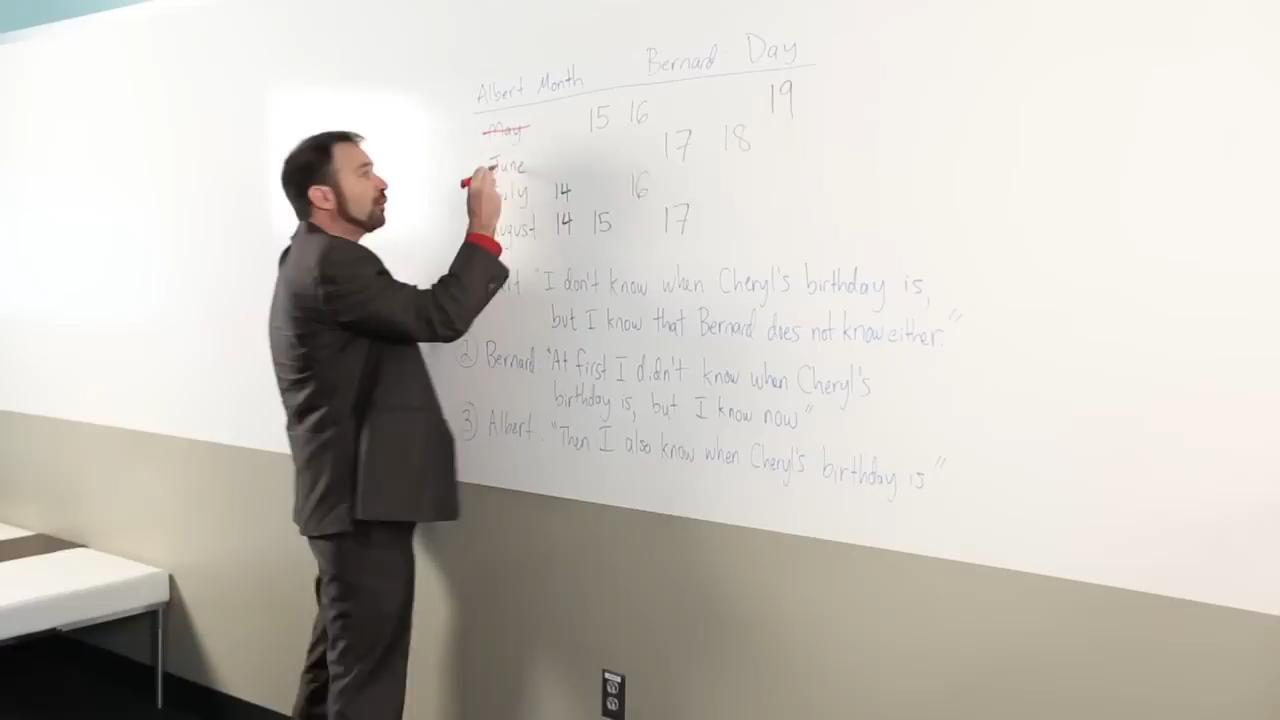 Albert Month Bernard Day
May 15 16 19
June 17 18
July 14 16
August 14 15 17
"I don't know when Cheryl's birthday is,
but I know that Bernard does not know either."
② Bernard: "At first I didn't know when Cheryl's
birthday is, but I know now"
③ Albert: "Then I also know when Cheryl's birthday is"